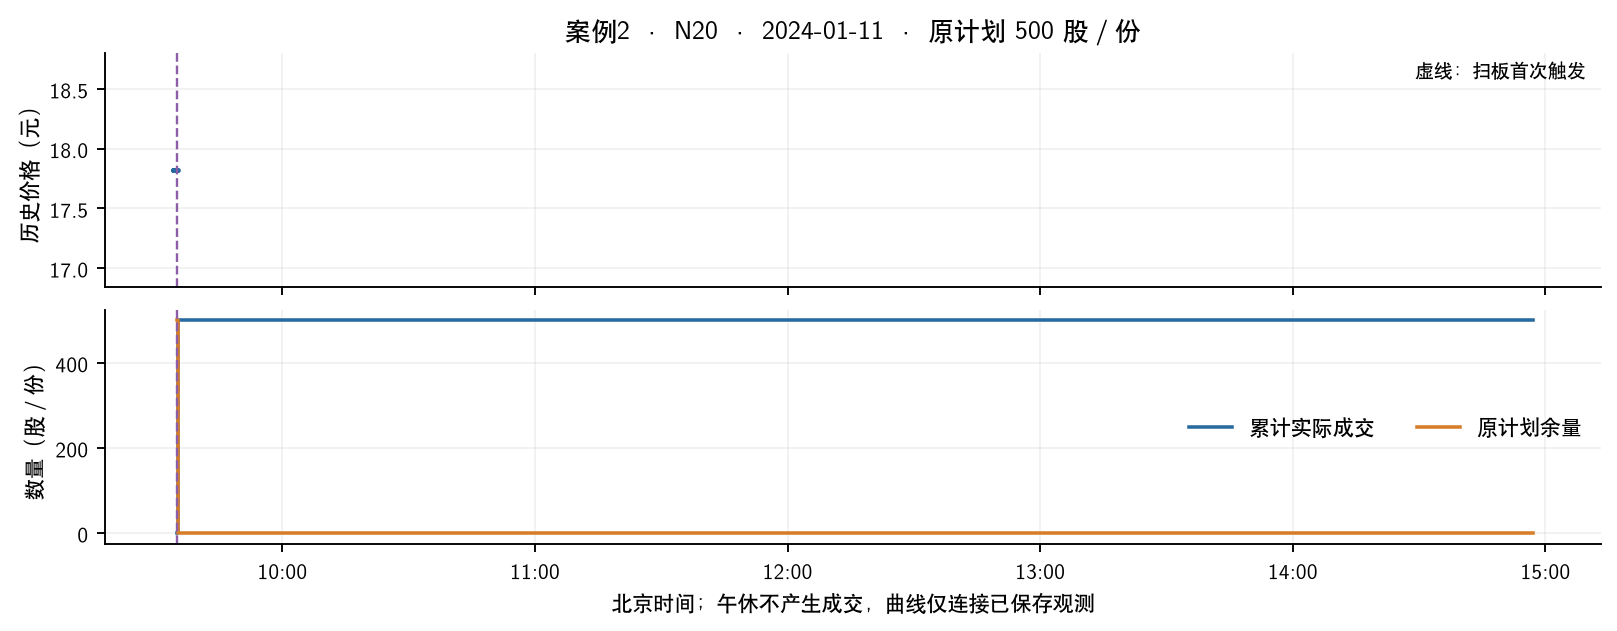 案例2 · N20 · 2024-01-11 · 原计划 500 股 / 份
虚线：扫板首次触发
历史价格（元）
18.5
18.0
17.5
17.0
数量（股 / 份）
400
200
0
累计实际成交
原计划余量
10:00
11:00
12:00
13:00
14:00
15:00
北京时间；午休不产生成交，曲线仅连接已保存观测